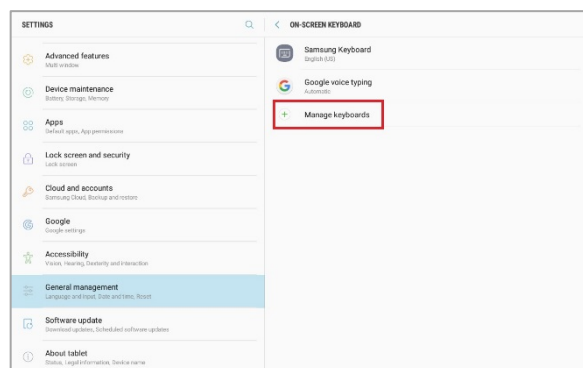 SETTINGS
Advanced features
Multi window
Device maintenance
Battery, Storage, Memory
Apps
Default apps, App permissions
Lock screen and security
Lock screen
Cloud and accounts
Samsung Cloud, Backup and restore
Google
Google settings
Accessibility
Vision, Hearing, Dexterity and interaction
General management
Language and input, Date and time, Reset
Software update
Download updates, Scheduled software updates
About tablet
Status, Legal information, Device name
ON-SCREEN KEYBOARD
Samsung Keyboard
English (US)
Google voice typing
Automatic
Manage keyboards